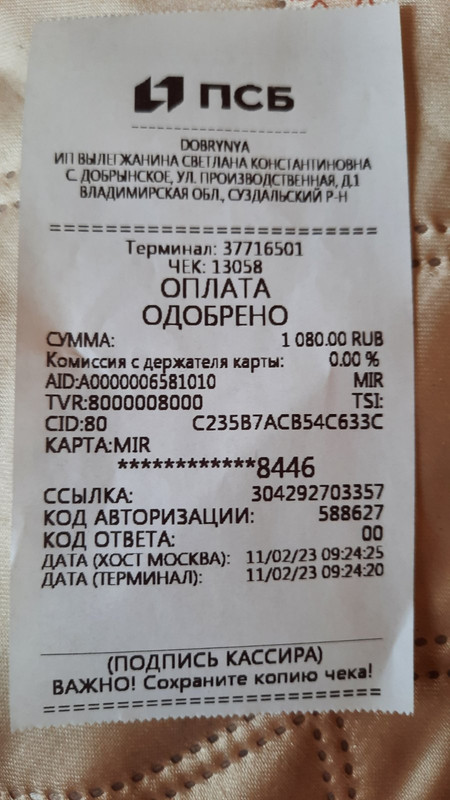 ПСБ
DOBRYNYA
ИП ВЫЛЕГЖАНИНА СВЕТЛАНА КОНСТАНТИНОВНА
С. ДОБРЫНСКОЕ, УЛ. ПРОИЗВОДСТВЕННАЯ, Д.1
ВЛАДИМИРСКАЯ ОБЛ., СУЗДАЛЬСКИЙ Р-Н
Терминал: 37716501
ЧЕК: 13058
ОПЛАТА
ОДОБРЕНО
СУММА: 1 080.00 RUB
Комиссия с держателя карты: 0.00 %
AID:A0000006581010 MIR
TVR:8000008000 TSI:
CID:80 C235B7ACB54C633C
КАРТА:MIR
************8446
ССЫЛКА: 304292703357
КОД АВТОРИЗАЦИИ: 588627
КОД ОТВЕТА: 00
ДАТА (ХОСТ МОСКВА): 11/02/23 09:24:25
ДАТА (ТЕРМИНАЛ): 11/02/23 09:24:20
(ПОДПИСЬ КАССИРА)
ВАЖНО! Сохраните копию чека!